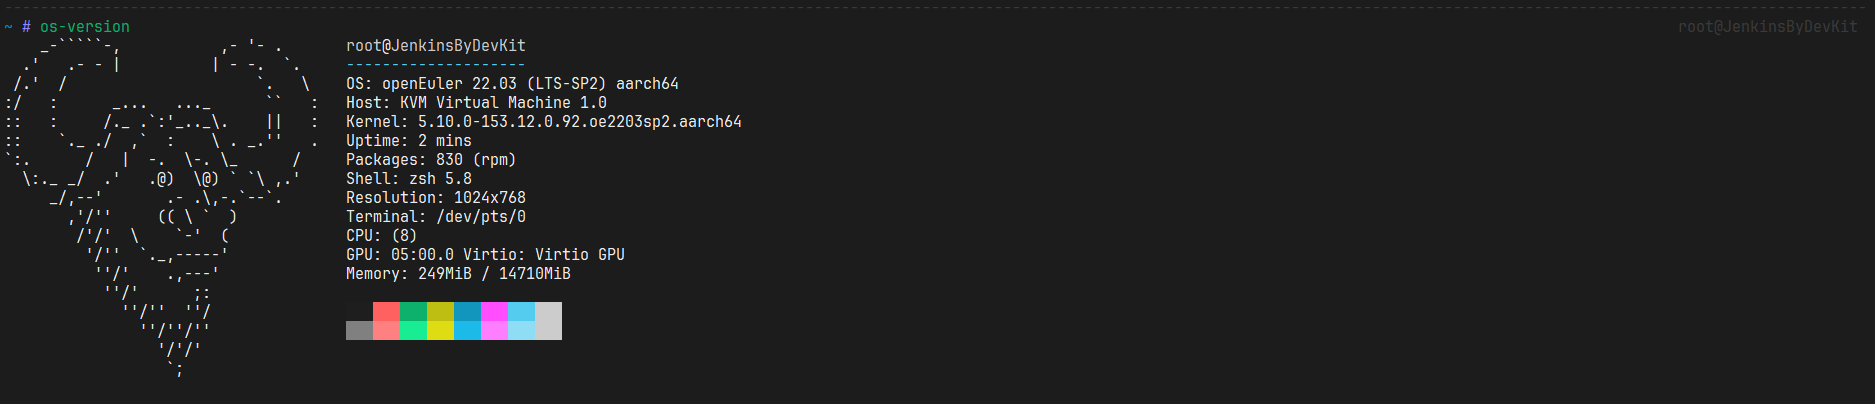 ~ # os-version root@JenkinsByDevKit
root@JenkinsByDevKit
--------------------
OS: openEuler 22.03 (LTS-SP2) aarch64
Host: KVM Virtual Machine 1.0
Kernel: 5.10.0-153.12.0.92.oe2203sp2.aarch64
Uptime: 2 mins
Packages: 830 (rpm)
Shell: zsh 5.8
Resolution: 1024x768
Terminal: /dev/pts/0
CPU: (8)
GPU: 05:00.0 Virtio: Virtio GPU
Memory: 249MiB / 14710MiB